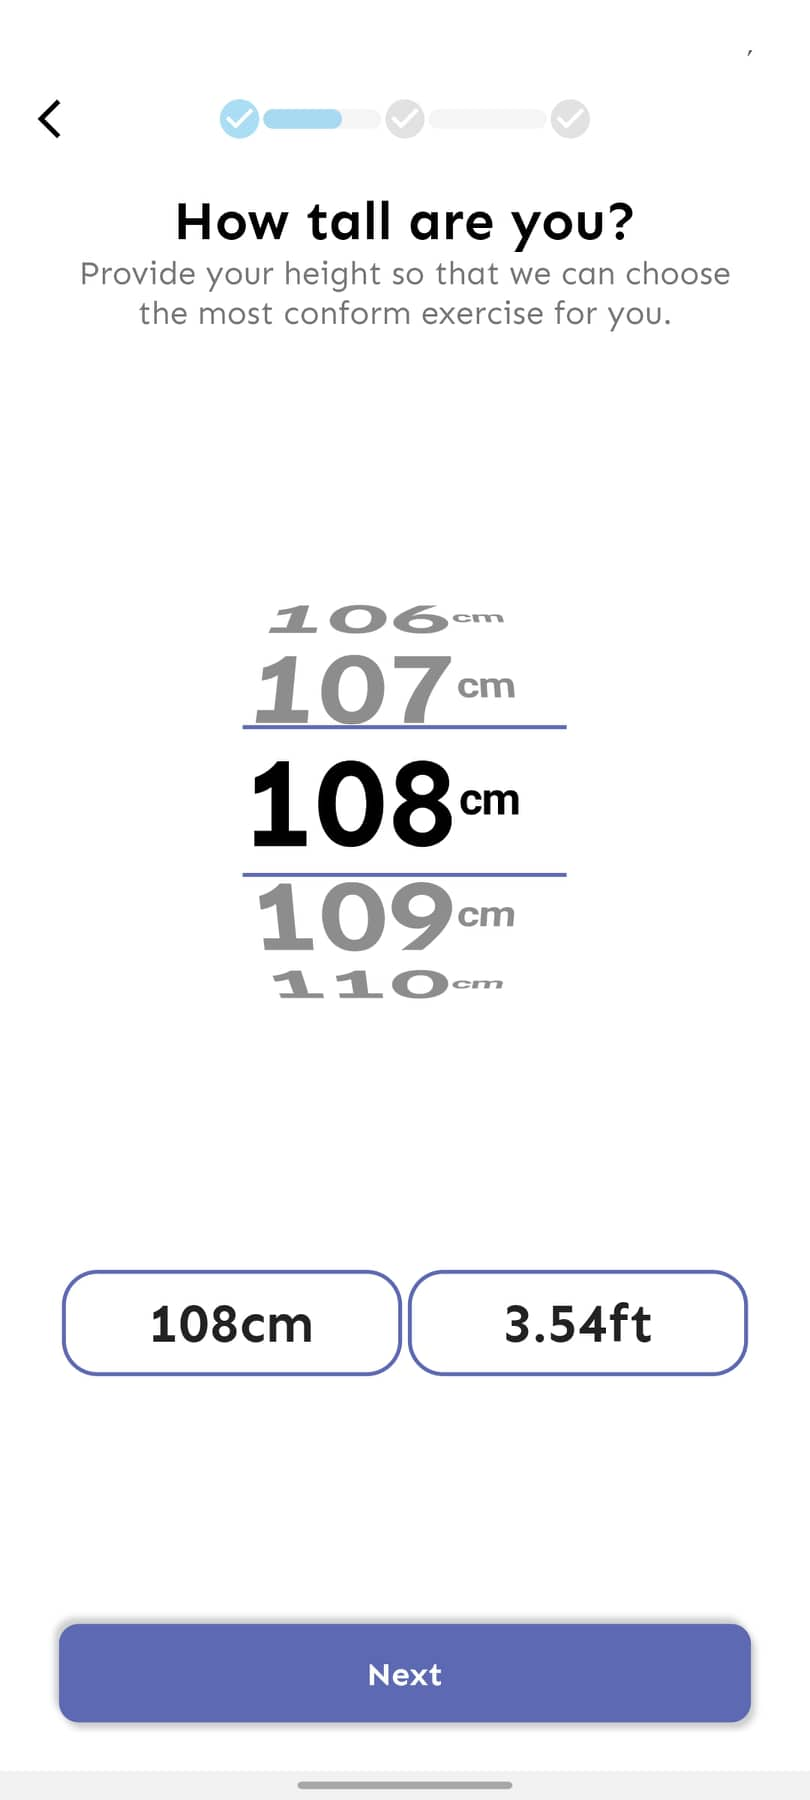 How tall are you?
Provide your height so that we can choose
the most conform exercise for you.
106cm
107cm
108cm
109cm
110cm
108cm
3.54ft
Next